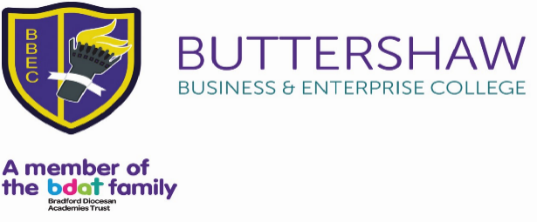 BBEC
BUTTERSHAW
BUSINESS & ENTERPRISE COLLEGE
A member of
the bdat family
Bradford Diocesan
Academies Trust